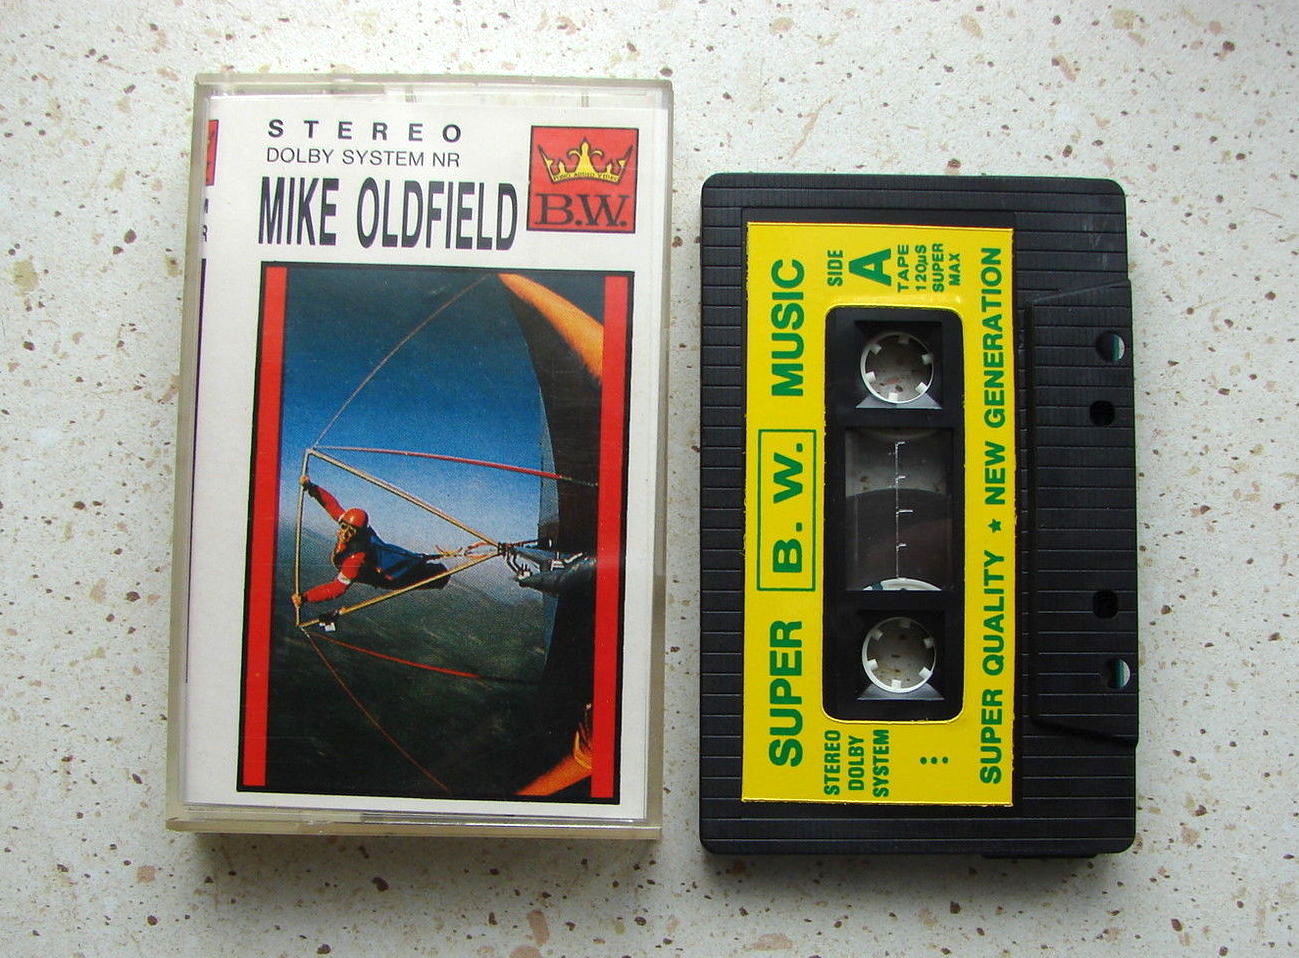 STEREO
DOLBY SYSTEM NR
MIKE OLDFIELD
B.W.
SUPER B. W. MUSIC
SIDE
A
TAPE
120µS
SUPER
MAX
STEREO
DOLBY
SYSTEM
SUPER QUALITY ★ NEW GENERATION